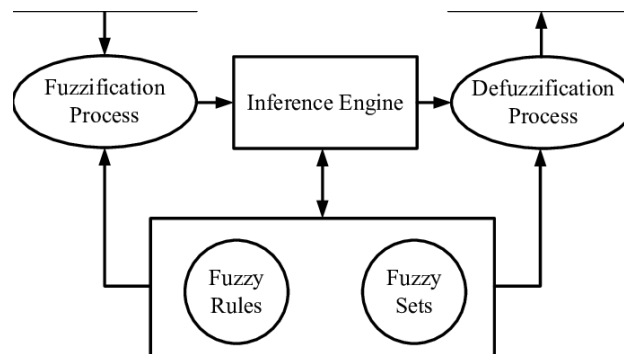 Fuzzification
Process
Inference Engine
Defuzzification
Process
Fuzzy
Rules
Fuzzy
Sets